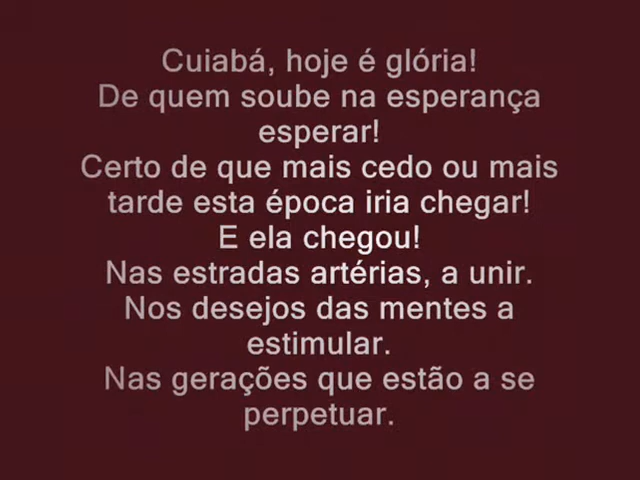 Cuiabá, hoje é glória!
De quem soube na esperança
esperar!
Certo de que mais cedo ou mais
tarde esta época iria chegar!
E ela chegou!
Nas estradas artérias, a unir.
Nos desejos das mentes a
estimular.
Nas gerações que estão a se
perpetuar.